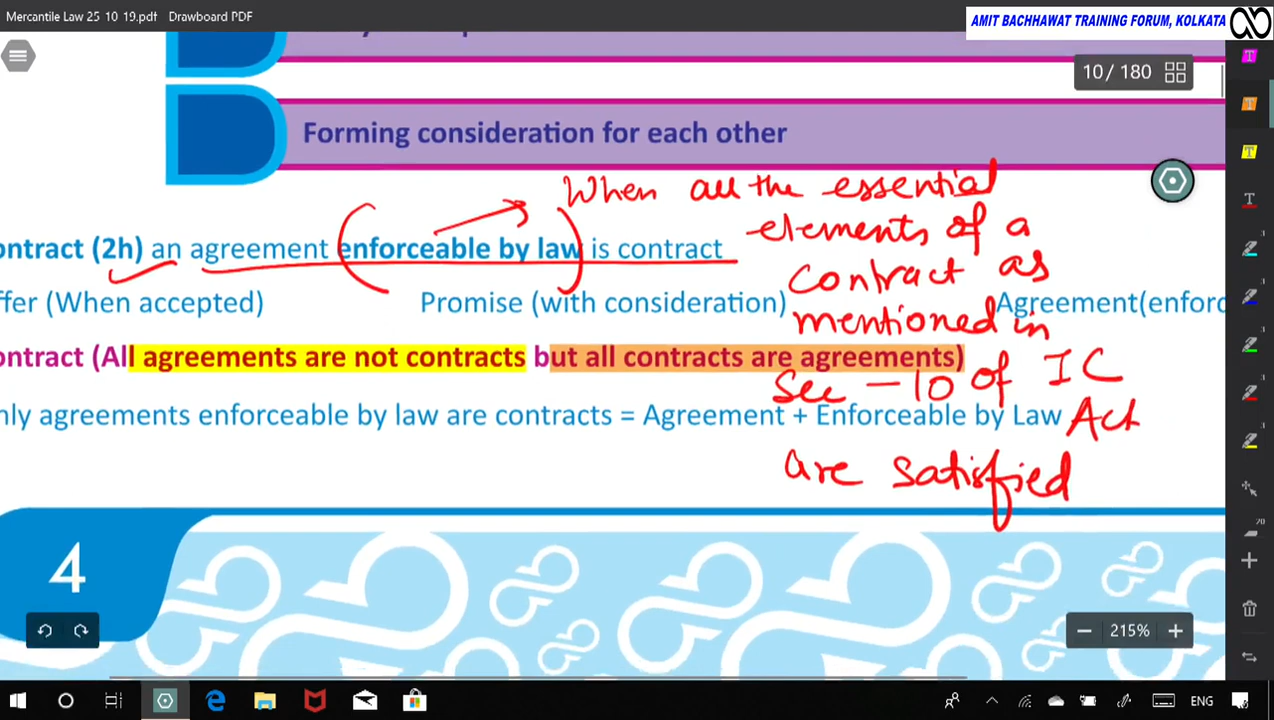 Mercantile Law 25 10 19.pdf Drawboard PDF
AMIT BACHHAWAT TRAINING FORUM, KOLKATA
10 / 180
Forming consideration for each other
When all the essential
elements of a
contract as
mentioned in
Sec - 10 of IC
Act
are satisfied
ontract (2h) an agreement enforceable by law is contract
ffer (When accepted) Promise (with consideration) Agreement(enforc
ontract (All agreements are not contracts but all contracts are agreements)
nly agreements enforceable by law are contracts = Agreement + Enforceable by Law
4
215%
ENG
20